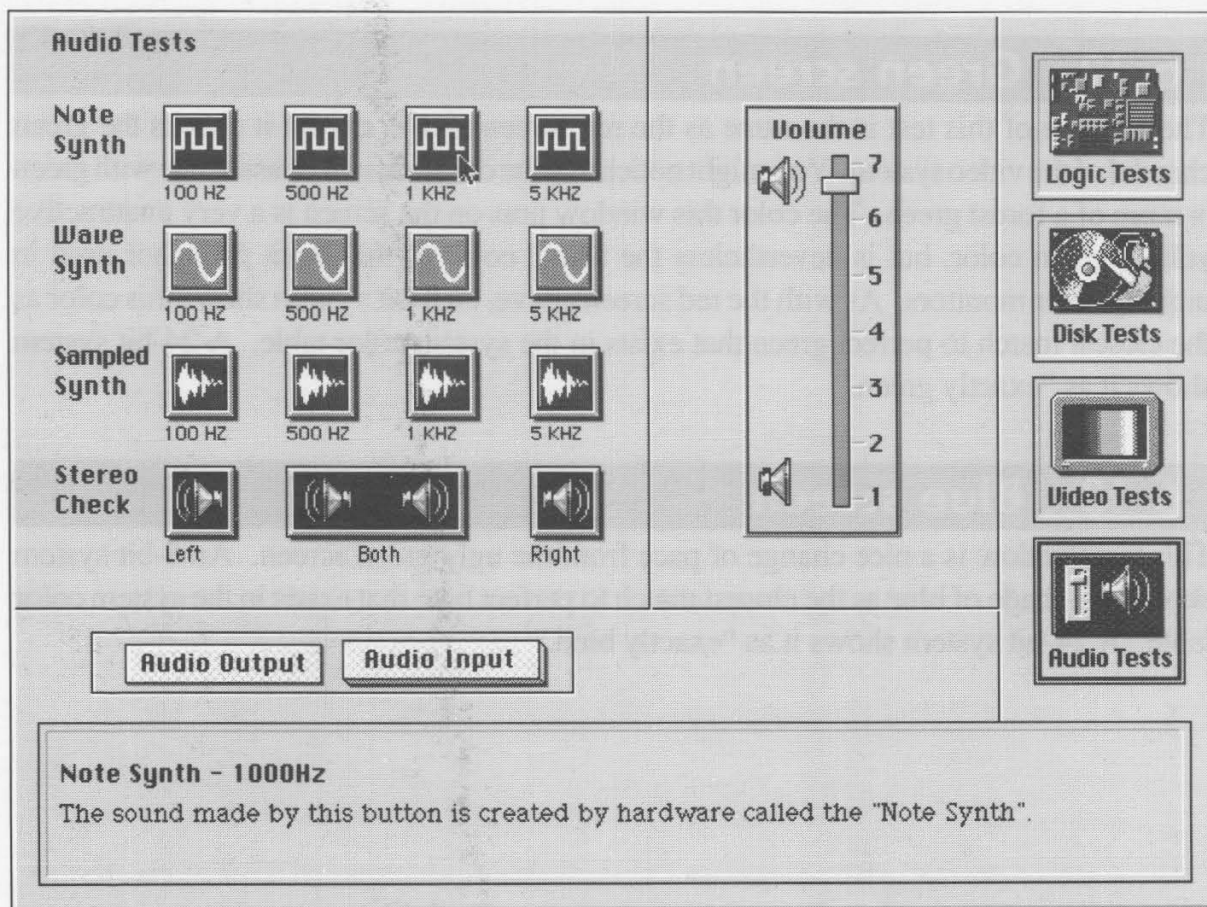 Audio Tests
Note
Synth
100 HZ
500 HZ
1 KHZ
5 KHZ
Wave
Synth
100 HZ
500 HZ
1 KHZ
5 KHZ
Sampled
Synth
100 HZ
500 HZ
1 KHZ
5 KHZ
Stereo
Check
Left
Both
Right
Volume
7
6
5
4
3
2
1
Logic Tests
Disk Tests
Video Tests
Audio Tests
Audio Output
Audio Input
Note Synth - 1000Hz
The sound made by this button is created by hardware called the "Note Synth".